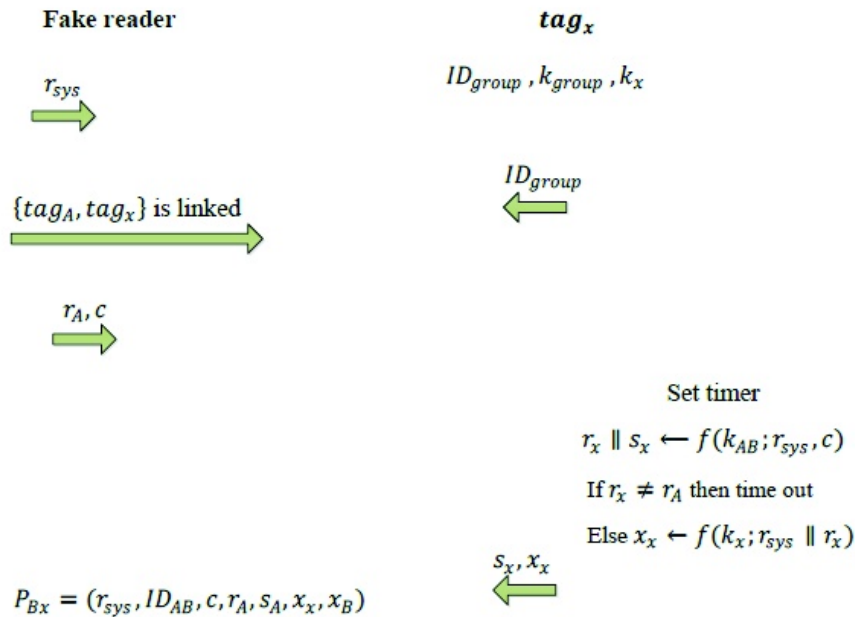 Fake reader
tag_x
r_sys
ID_group , k_group , k_x
ID_group
{tag_A, tag_x} is linked
r_A, c
Set timer
r_x ∥ s_x ⟵ f(k_AB; r_sys, c)
If r_x ≠ r_A then time out
Else x_x ← f(k_x; r_sys ∥ r_x)
s_x, x_x
P_Bx = (r_sys, ID_AB, c, r_A, s_A, x_x, x_B)